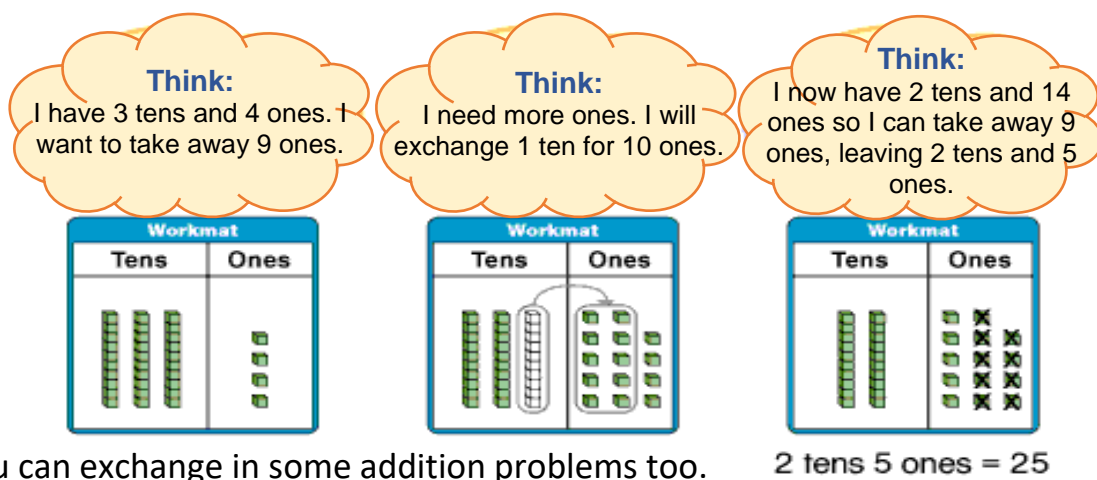 Think:
I have 3 tens and 4 ones. I
want to take away 9 ones.
Think:
I need more ones. I will
exchange 1 ten for 10 ones.
Think:
I now have 2 tens and 14
ones so I can take away 9
ones, leaving 2 tens and 5
ones.
Workmat
Tens Ones
Workmat
Tens Ones
Workmat
Tens Ones
u can exchange in some addition problems too.
2 tens 5 ones = 25